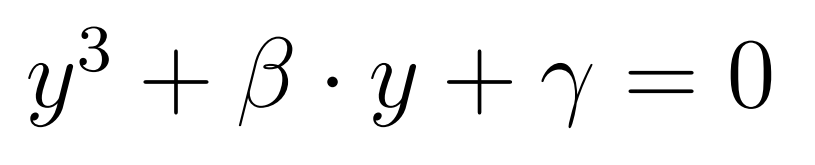 y³ + β · y + γ = 0